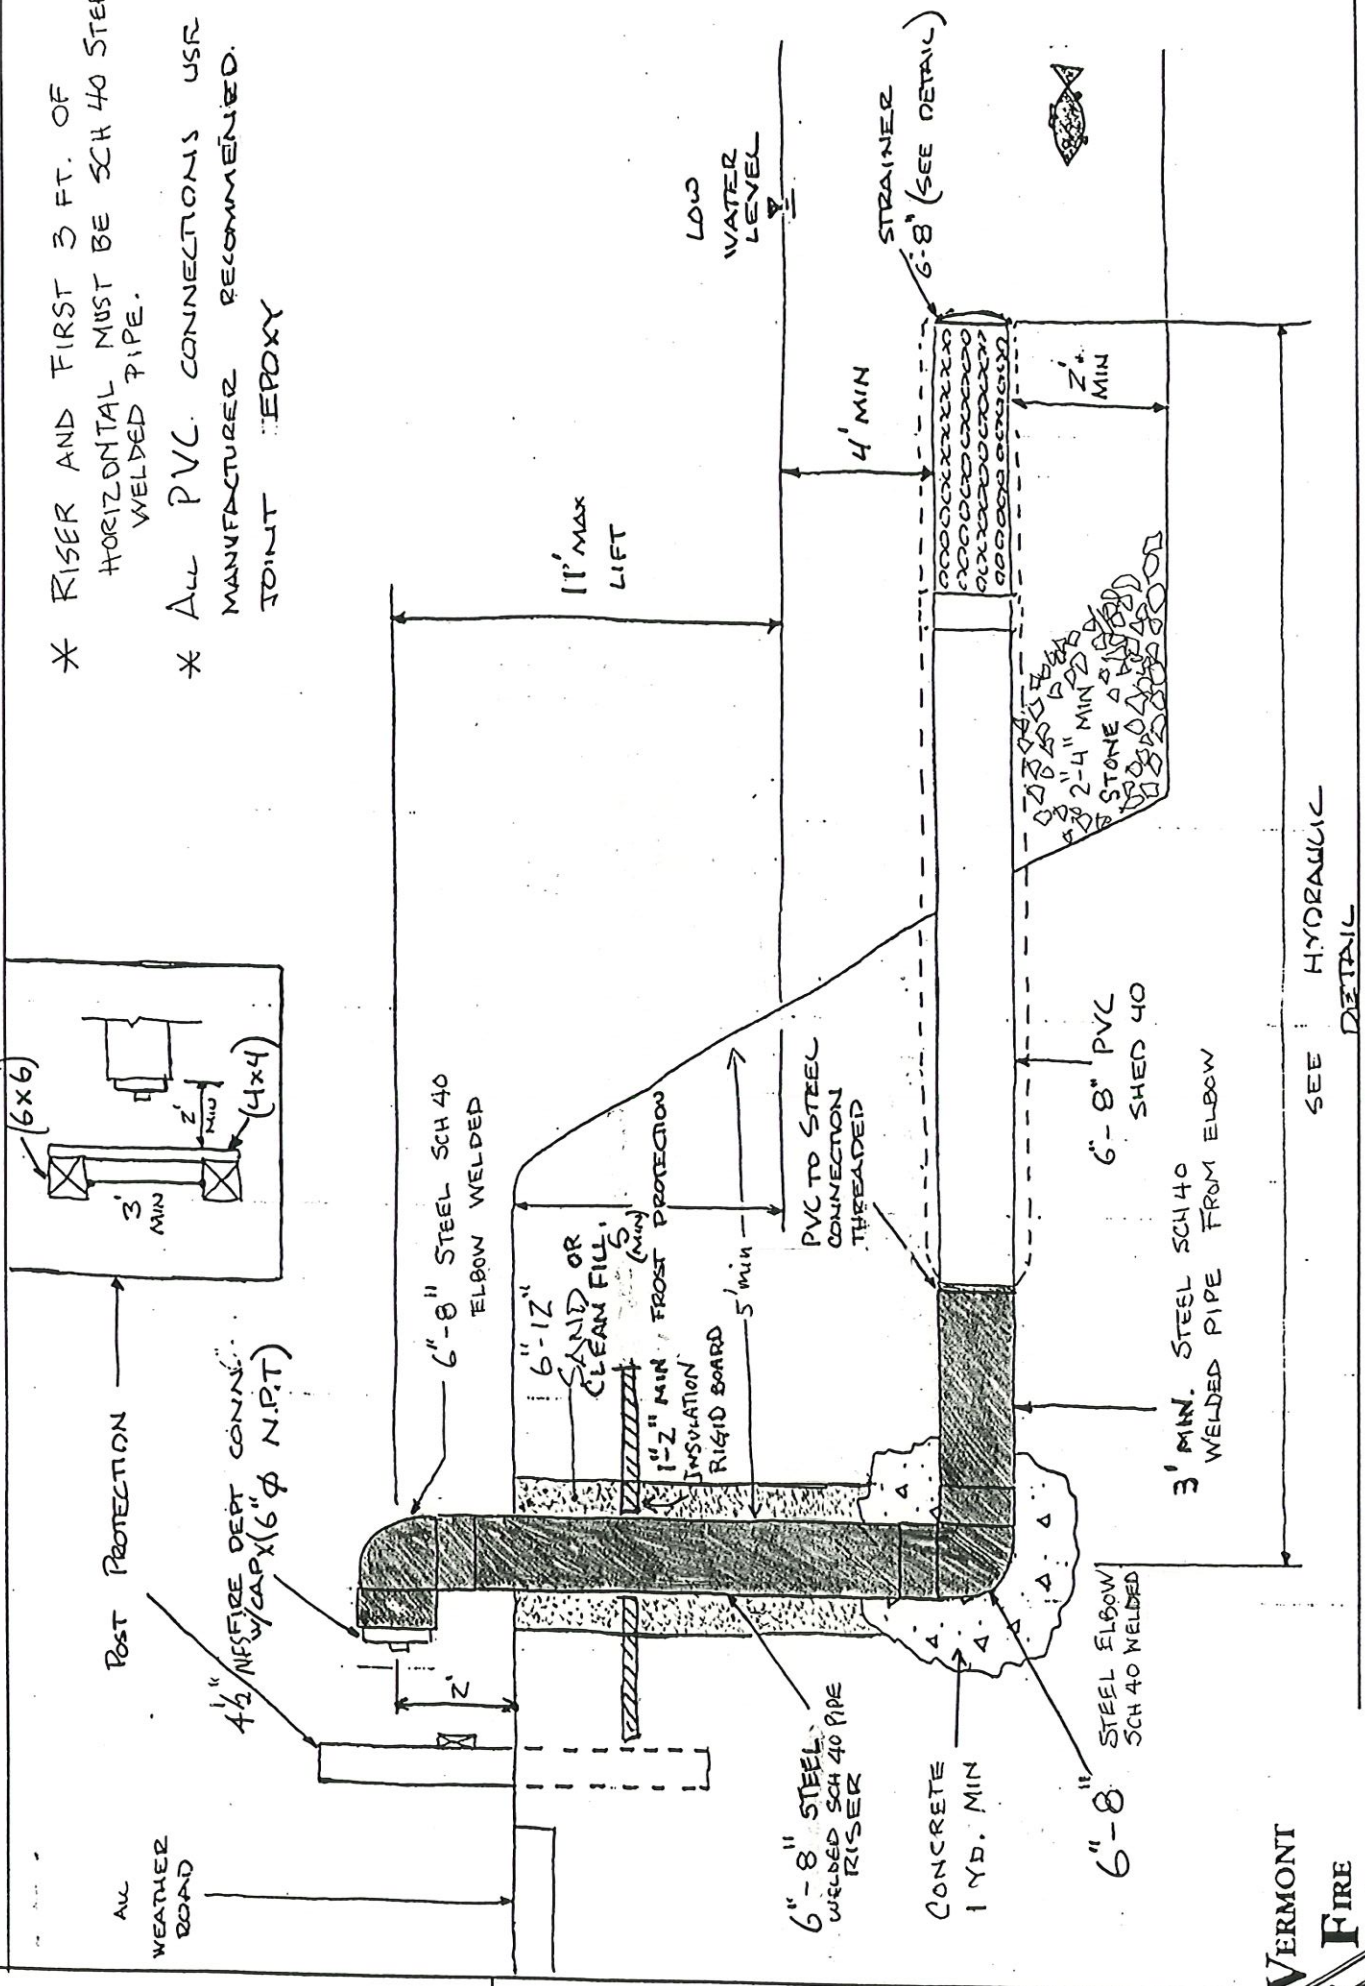 * RISER AND FIRST 3 FT. OF
HORIZONTAL MUST BE SCH 40
WELDED PIPE.
* ALL PVC CONNECTIONS USE
MANUFACTURER RECOMMENDED.
JOINT EPOXY
(6x6)
3'
MIN
2'
MIN
(4x4)
POST PROTECTION
ALL
WEATHER
ROAD
4½" NHSFIRE DEPT CONN.
W/CAP X (6" Ø N.P.T)
2'
6"-8" STEEL SCH 40
ELBOW WELDED
11' MAX
LIFT
LOW
WATER
LEVEL
6"-12"
SAND OR
CLEAN FILL.
5'
(MIN)
1"-2" MIN. FROST PROTECTION
INSULATION
RIGID BOARD
5' min
PVC TO STEEL
CONNECTION
THREADED
4' MIN
STRAINER
6-8" (SEE DETAIL)
2'
MIN
2-4" MIN
STONE
6"-8" PVC
SHED 40
6"-8" STEEL
WELDED SCH 40 PIPE
RISER
CONCRETE
1 YD. MIN
6"-8" STEEL ELBOW
SCH 40 WELDED
3' MIN. STEEL SCH 40
WELDED PIPE FROM ELBOW
SEE HYDRAULIC
DETAIL
VERMONT
FIRE